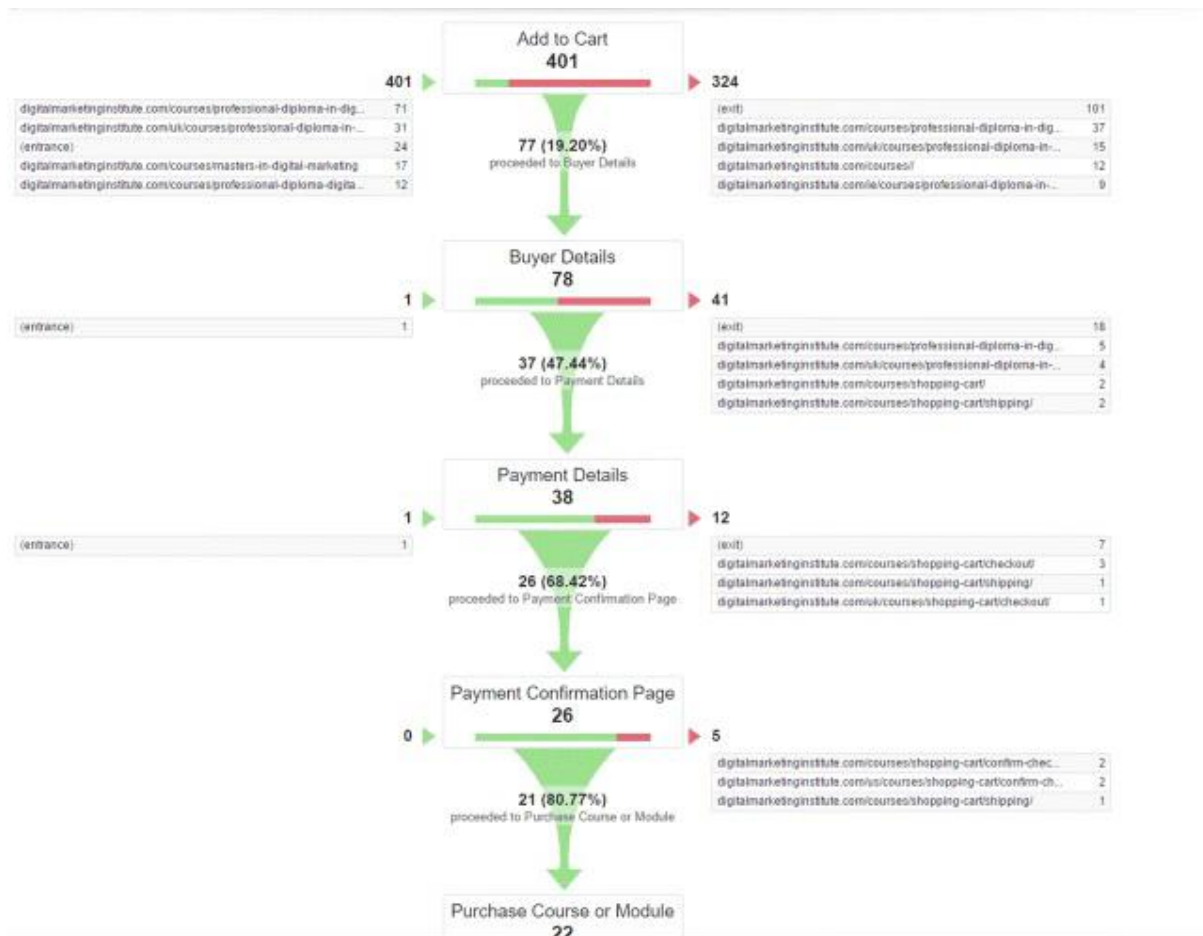 Add to Cart
401
401
324
digitalmarketinginstitute.com/courses/professional-diploma-in-dig... 71
digitalmarketinginstitute.com/uk/courses/professional-diploma-in-... 31
(entrance) 24
digitalmarketinginstitute.com/courses/masters-in-digital-marketing 17
digitalmarketinginstitute.com/courses/professional-diploma-digita... 12
77 (19.20%)
proceeded to Buyer Details
(exit) 101
digitalmarketinginstitute.com/courses/professional-diploma-in-dig... 37
digitalmarketinginstitute.com/uk/courses/professional-diploma-in-... 15
digitalmarketinginstitute.com/courses// 12
digitalmarketinginstitute.com/ie/courses/professional-diploma-in-... 9
Buyer Details
78
1
41
(entrance) 1
37 (47.44%)
proceeded to Payment Details
(exit) 18
digitalmarketinginstitute.com/courses/professional-diploma-in-dig... 5
digitalmarketinginstitute.com/uk/courses/professional-diploma-in-... 4
digitalmarketinginstitute.com/courses/shopping-cart/ 2
digitalmarketinginstitute.com/courses/shopping-cart/shipping/ 2
Payment Details
38
1
12
(entrance) 1
26 (68.42%)
proceeded to Payment Confirmation Page
(exit) 7
digitalmarketinginstitute.com/courses/shopping-cart/checkout/ 3
digitalmarketinginstitute.com/courses/shopping-cart/shipping/ 1
digitalmarketinginstitute.com/uk/courses/shopping-cart/checkout/ 1
Payment Confirmation Page
26
0
5
21 (80.77%)
proceeded to Purchase Course or Module
digitalmarketinginstitute.com/courses/shopping-cart/confirm-chec... 2
digitalmarketinginstitute.com/us/courses/shopping-cart/confirm-ch... 2
digitalmarketinginstitute.com/courses/shopping-cart/shipping/ 1
Purchase Course or Module
22